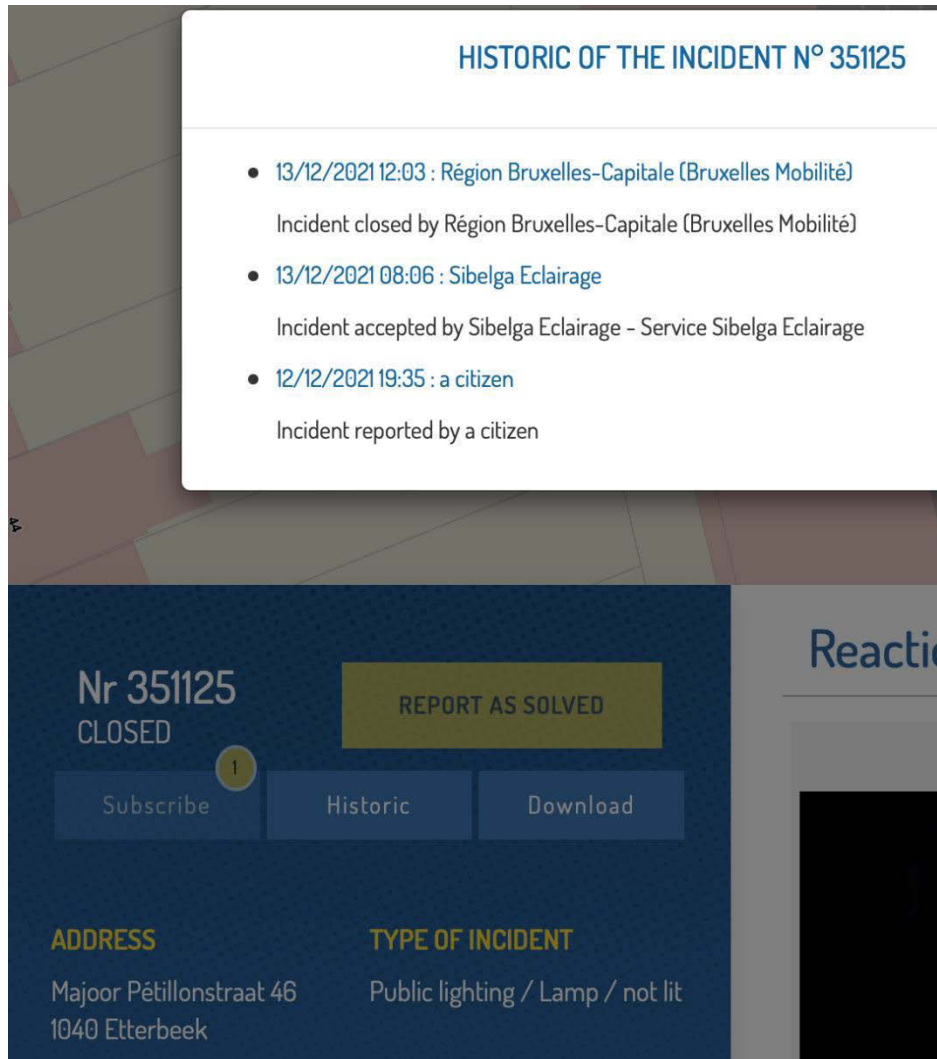 HISTORIC OF THE INCIDENT N° 351125
13/12/2021 12:03 : Région Bruxelles-Capitale (Bruxelles Mobilité)
Incident closed by Région Bruxelles-Capitale (Bruxelles Mobilité)
13/12/2021 08:06 : Sibelga Eclairage
Incident accepted by Sibelga Eclairage - Service Sibelga Eclairage
12/12/2021 19:35 : a citizen
Incident reported by a citizen
44
Reactio
Nr 351125
CLOSED
REPORT AS SOLVED
1
Subscribe
Historic
Download
ADDRESS
Majoor Pétillonstraat 46
1040 Etterbeek
TYPE OF INCIDENT
Public lighting / Lamp / not lit